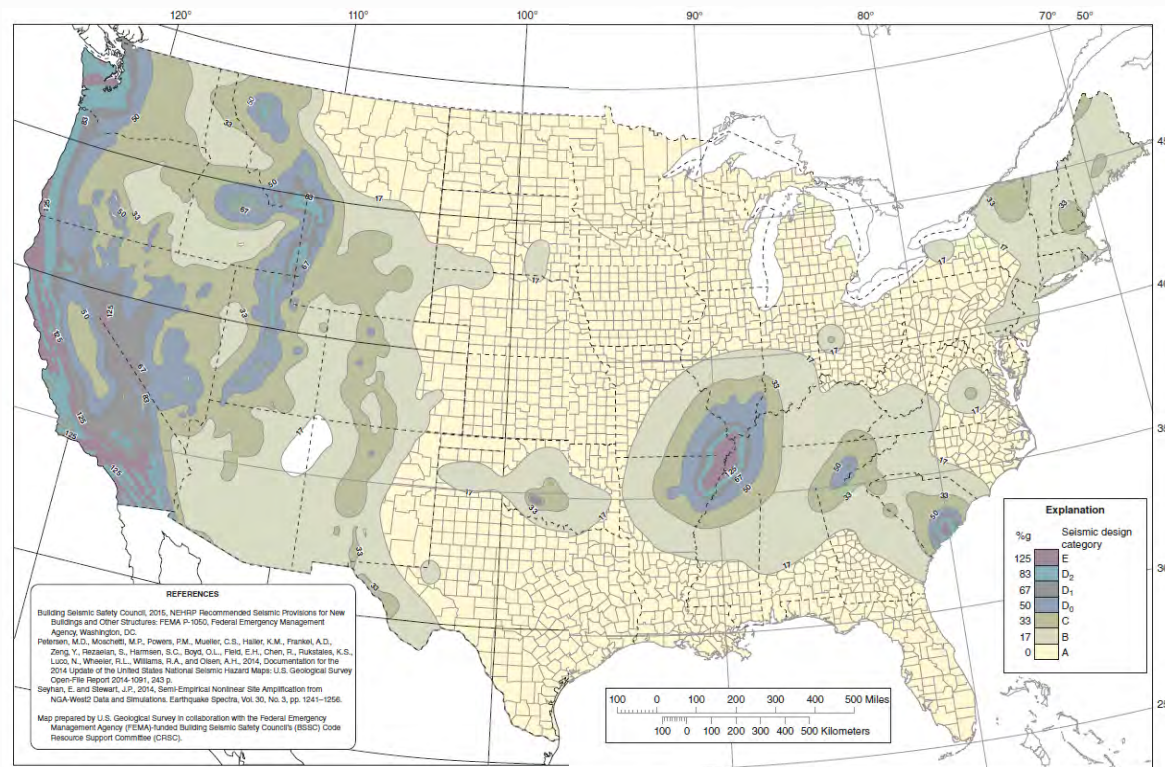 120°
110°
100°
90°
80°
70°
50°
45°
40°
35°
30°
25°
REFERENCES
Building Seismic Safety Council, 2015, NEHRP Recommended Seismic Provisions for New
Buildings and Other Structures: FEMA P-1050, Federal Emergency Management
Agency, Washington, DC.
Petersen, M.D., Moschetti, M.P., Powers, P.M., Mueller, C.S., Haller, K.M., Frankel, A.D.,
Zeng, Y., Rezaeian, S., Harmsen, S.C., Boyd, O.L., Field, E.H., Chen, R., Rukstales, K.S.,
Luco, N., Wheeler, R.L., Williams, R.A., and Olsen, A.H., 2014, Documentation for the
2014 Update of the United States National Seismic Hazard Maps: U.S. Geological Survey
Open-File Report 2014-1091, 243 p.
Seyhan, E. and Stewart, J.P., 2014, Semi-Empirical Nonlinear Site Amplification from
NGA-West2 Data and Simulations. Earthquake Spectra, Vol. 30, No. 3, pp. 1241–1256.
Map prepared by U.S. Geological Survey in collaboration with the Federal Emergency
Management Agency (FEMA)-funded Building Seismic Safety Council's (BSSC) Code
Resource Support Committee (CRSC).
Explanation
%g Seismic design
category
125 E
83 D₂
67 D₁
50 D₀
33 C
17 B
0 A
100 0 100 200 300 400 500 Miles
100 0 100 200 300 400 500 Kilometers